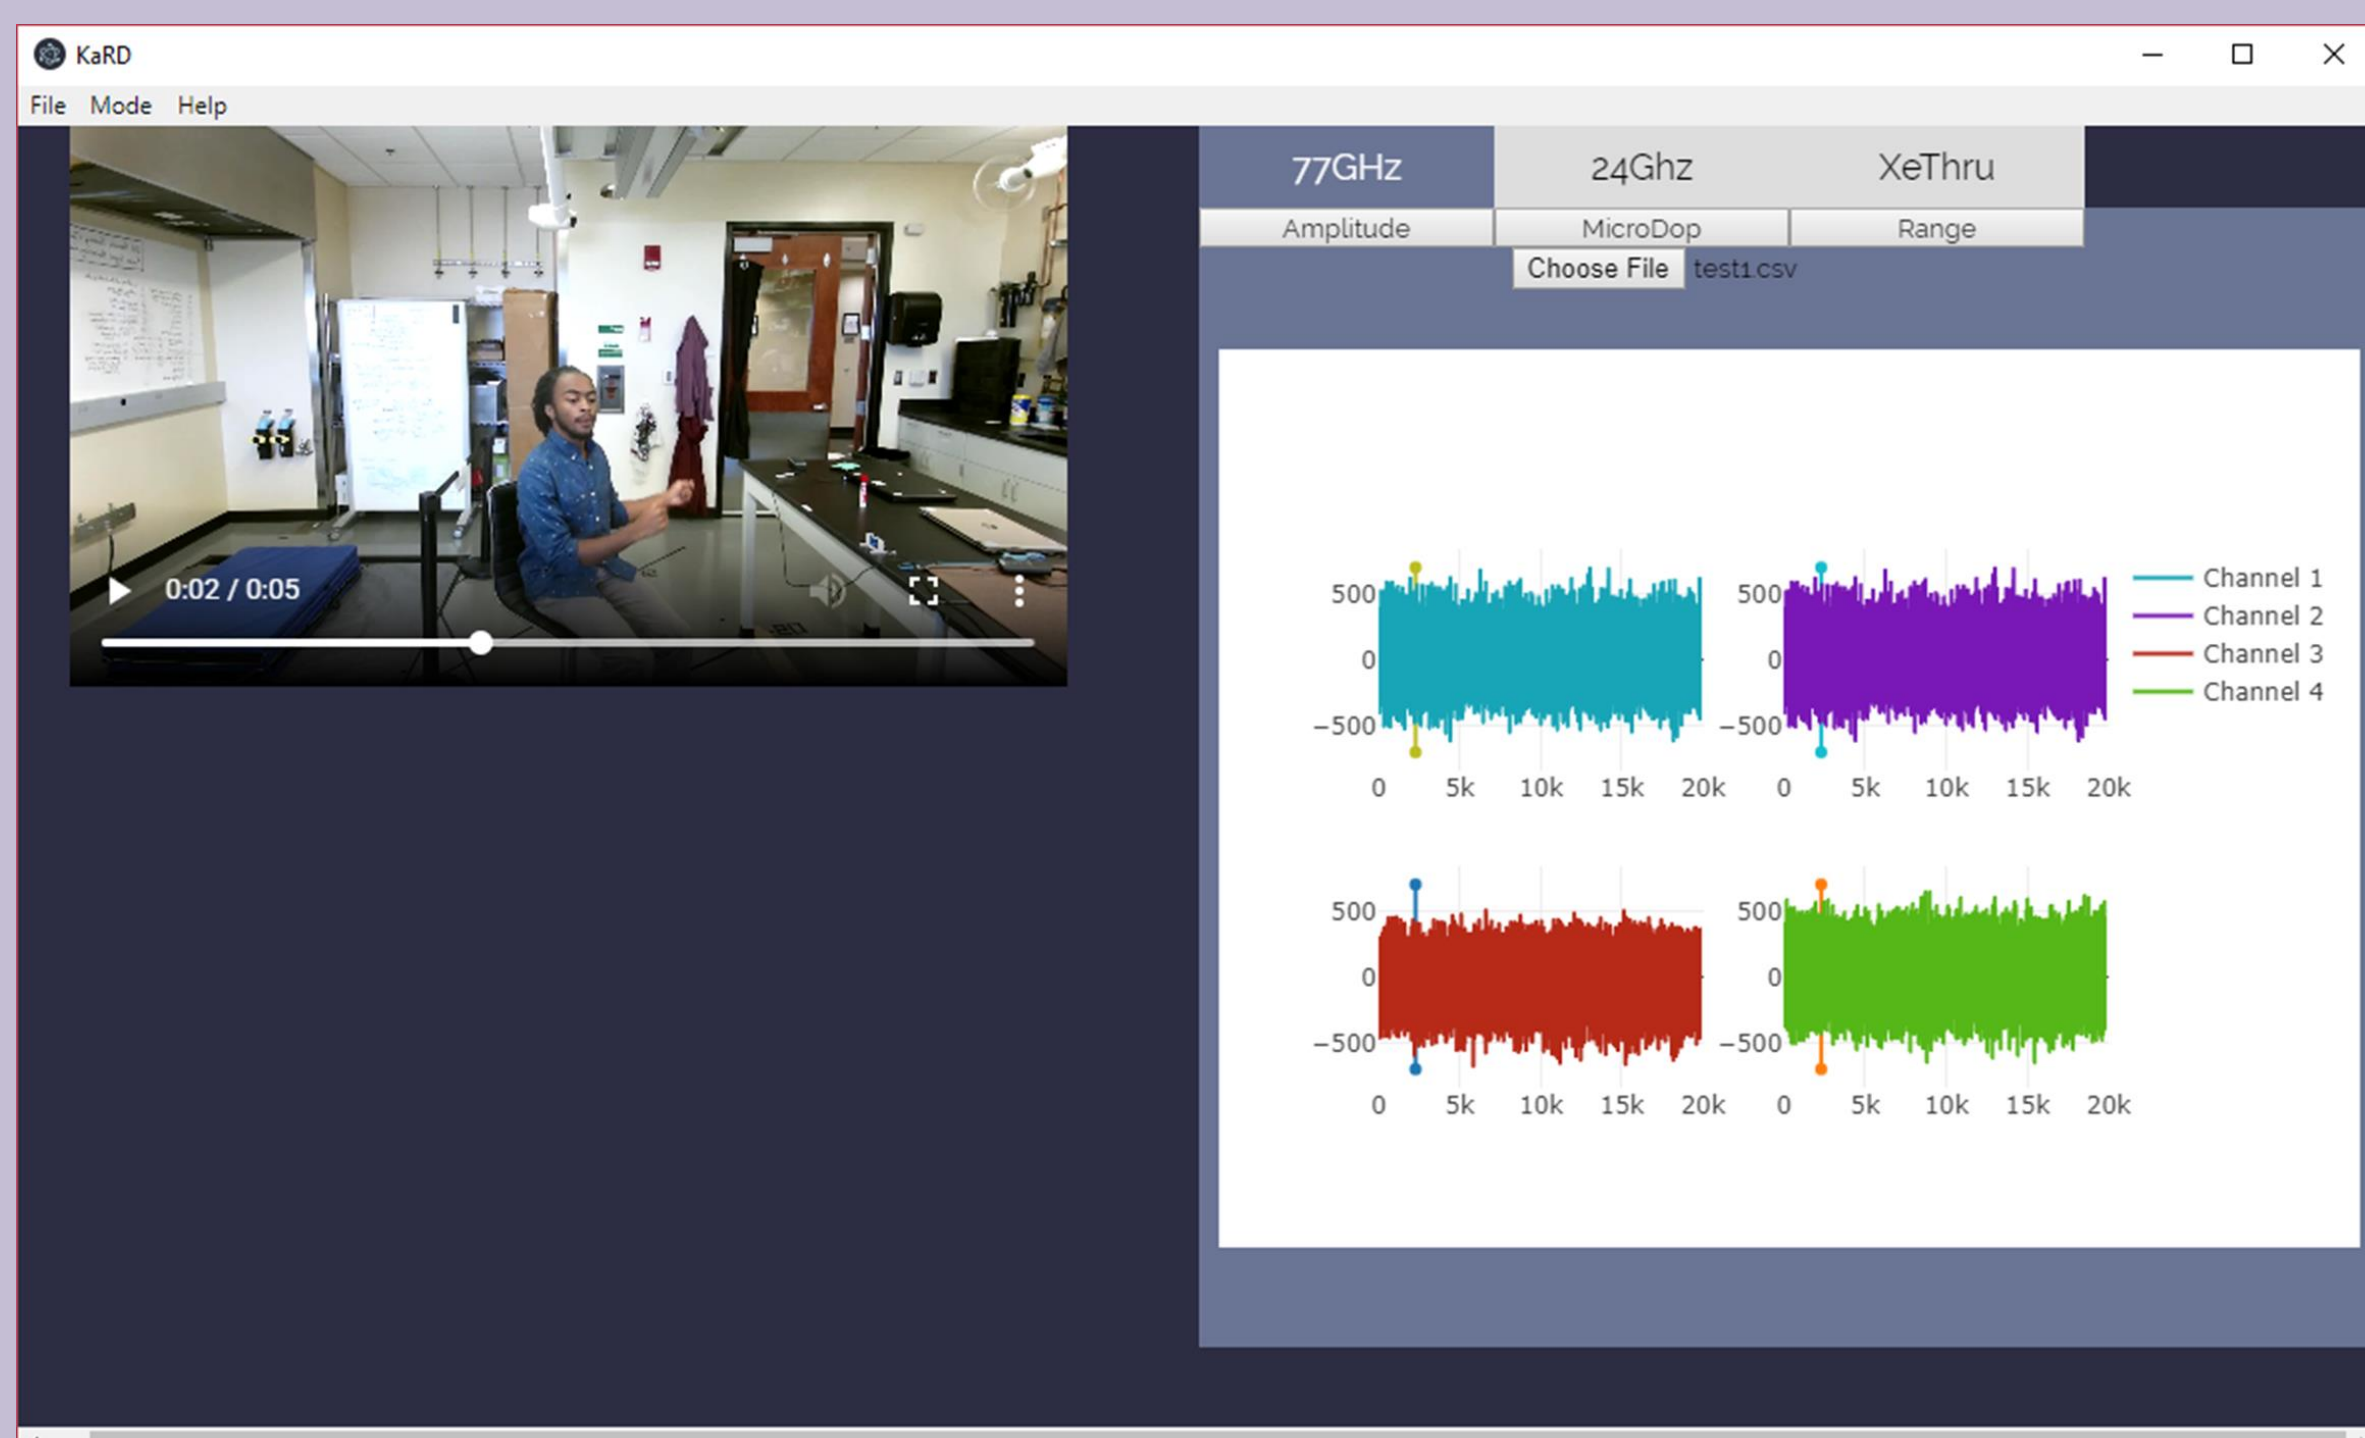 KaRD
File Mode Help
77GHz 24Ghz XeThru
Amplitude MicroDop Range
Choose File test1.csv
0:02 / 0:05
500
0
−500
0 5k 10k 15k 20k
500
0
−500
0 5k 10k 15k 20k
Channel 1
Channel 2
Channel 3
Channel 4
500
0
−500
0 5k 10k 15k 20k
500
0
−500
0 5k 10k 15k 20k